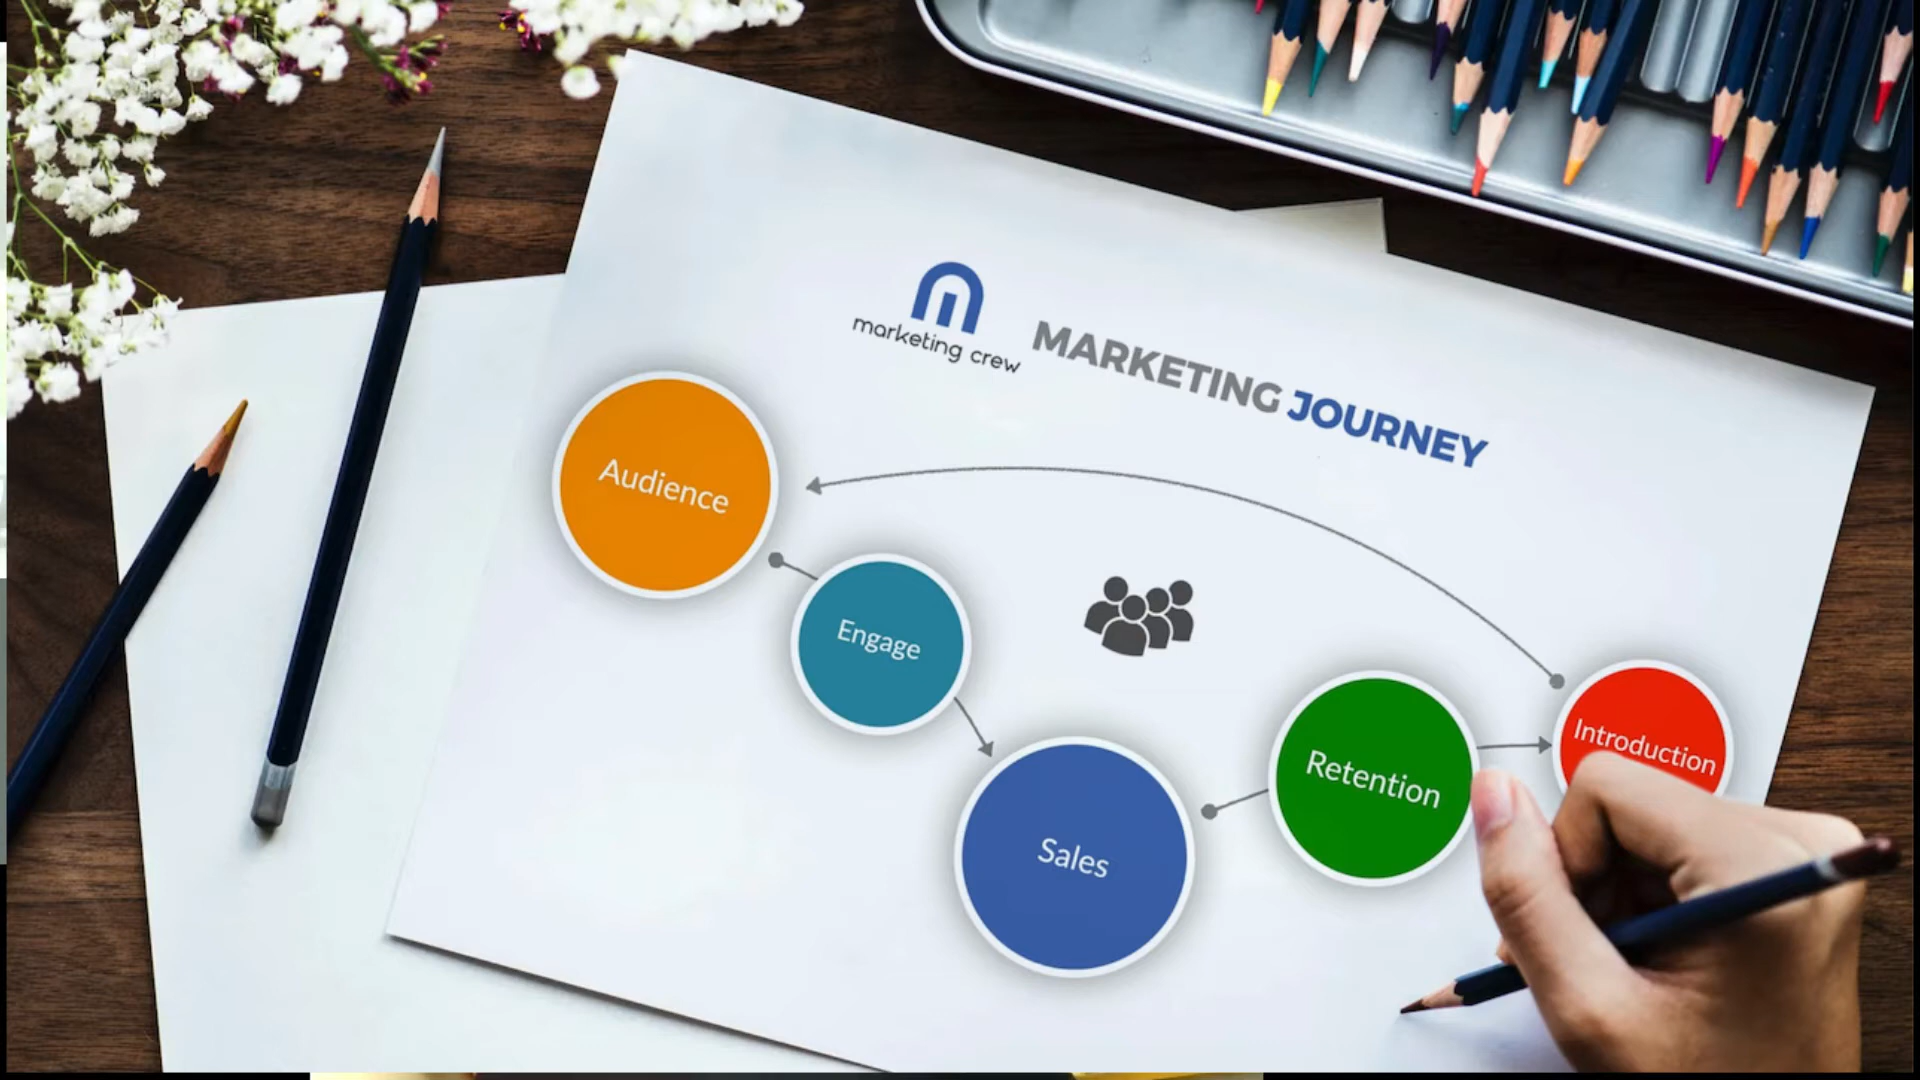 marketing crew
MARKETING JOURNEY
Audience
Engage
Sales
Retention
Introduction